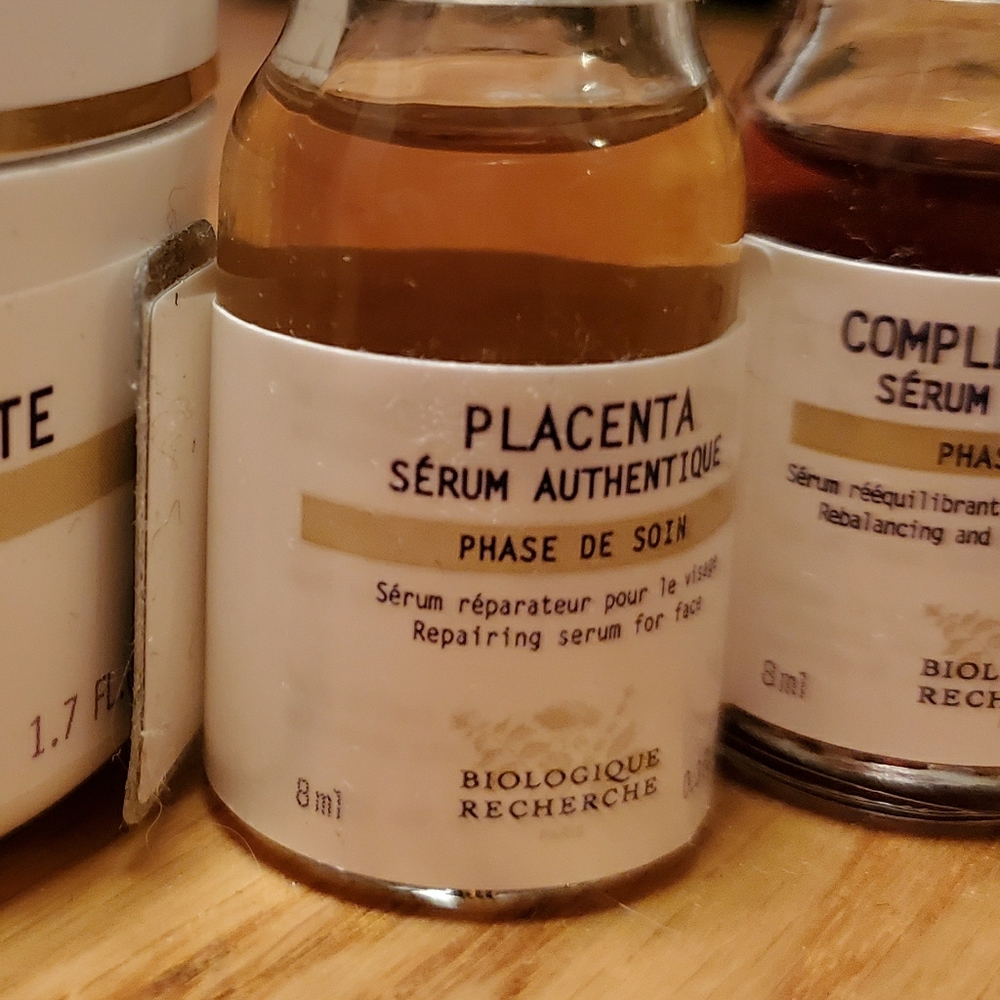 TE
1.7 FL.
PLACENTA
SÉRUM AUTHENTIQUE
PHASE DE SOIN
Sérum réparateur pour le visage
Repairing serum for face
BIOLOGIQUE
RECHERCHE
8ml
COMPL
SÉRUM
PHAS
Sérum rééquilibrant
Rebalancing and
8ml
BIOL
RECH